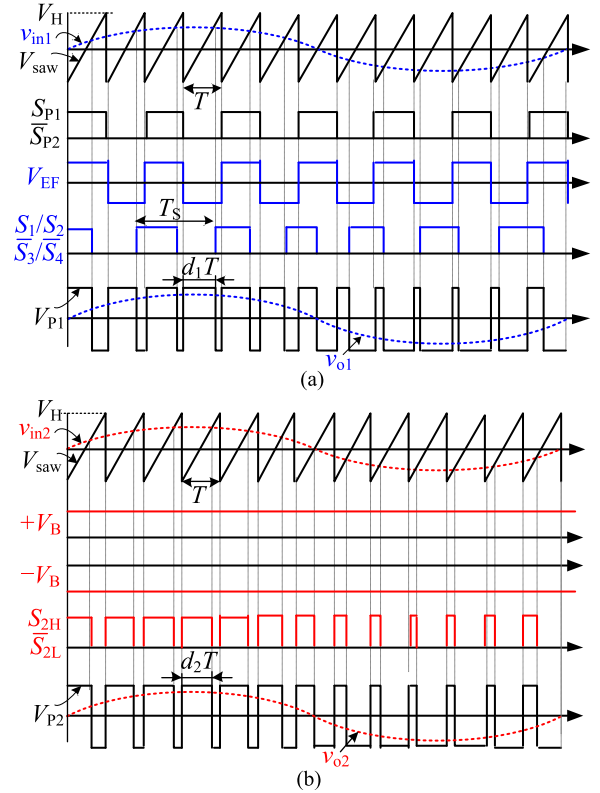 V_H
v_in1
V_saw
T
S_P1
S̅_P2
V_EF
T_S
S_1/S_2
S̅_3/S̅_4
d_1T
V_P1
v_o1
(a)
V_H
v_in2
V_saw
T
+V_B
−V_B
S_2H
S̅_2L
d_2T
V_P2
v_o2
(b)